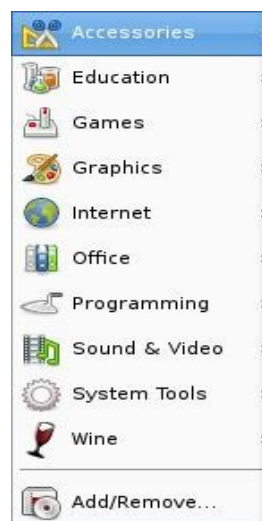 Accessories
Education
Games
Graphics
Internet
Office
Programming
Sound & Video
System Tools
Wine
Add/Remove...